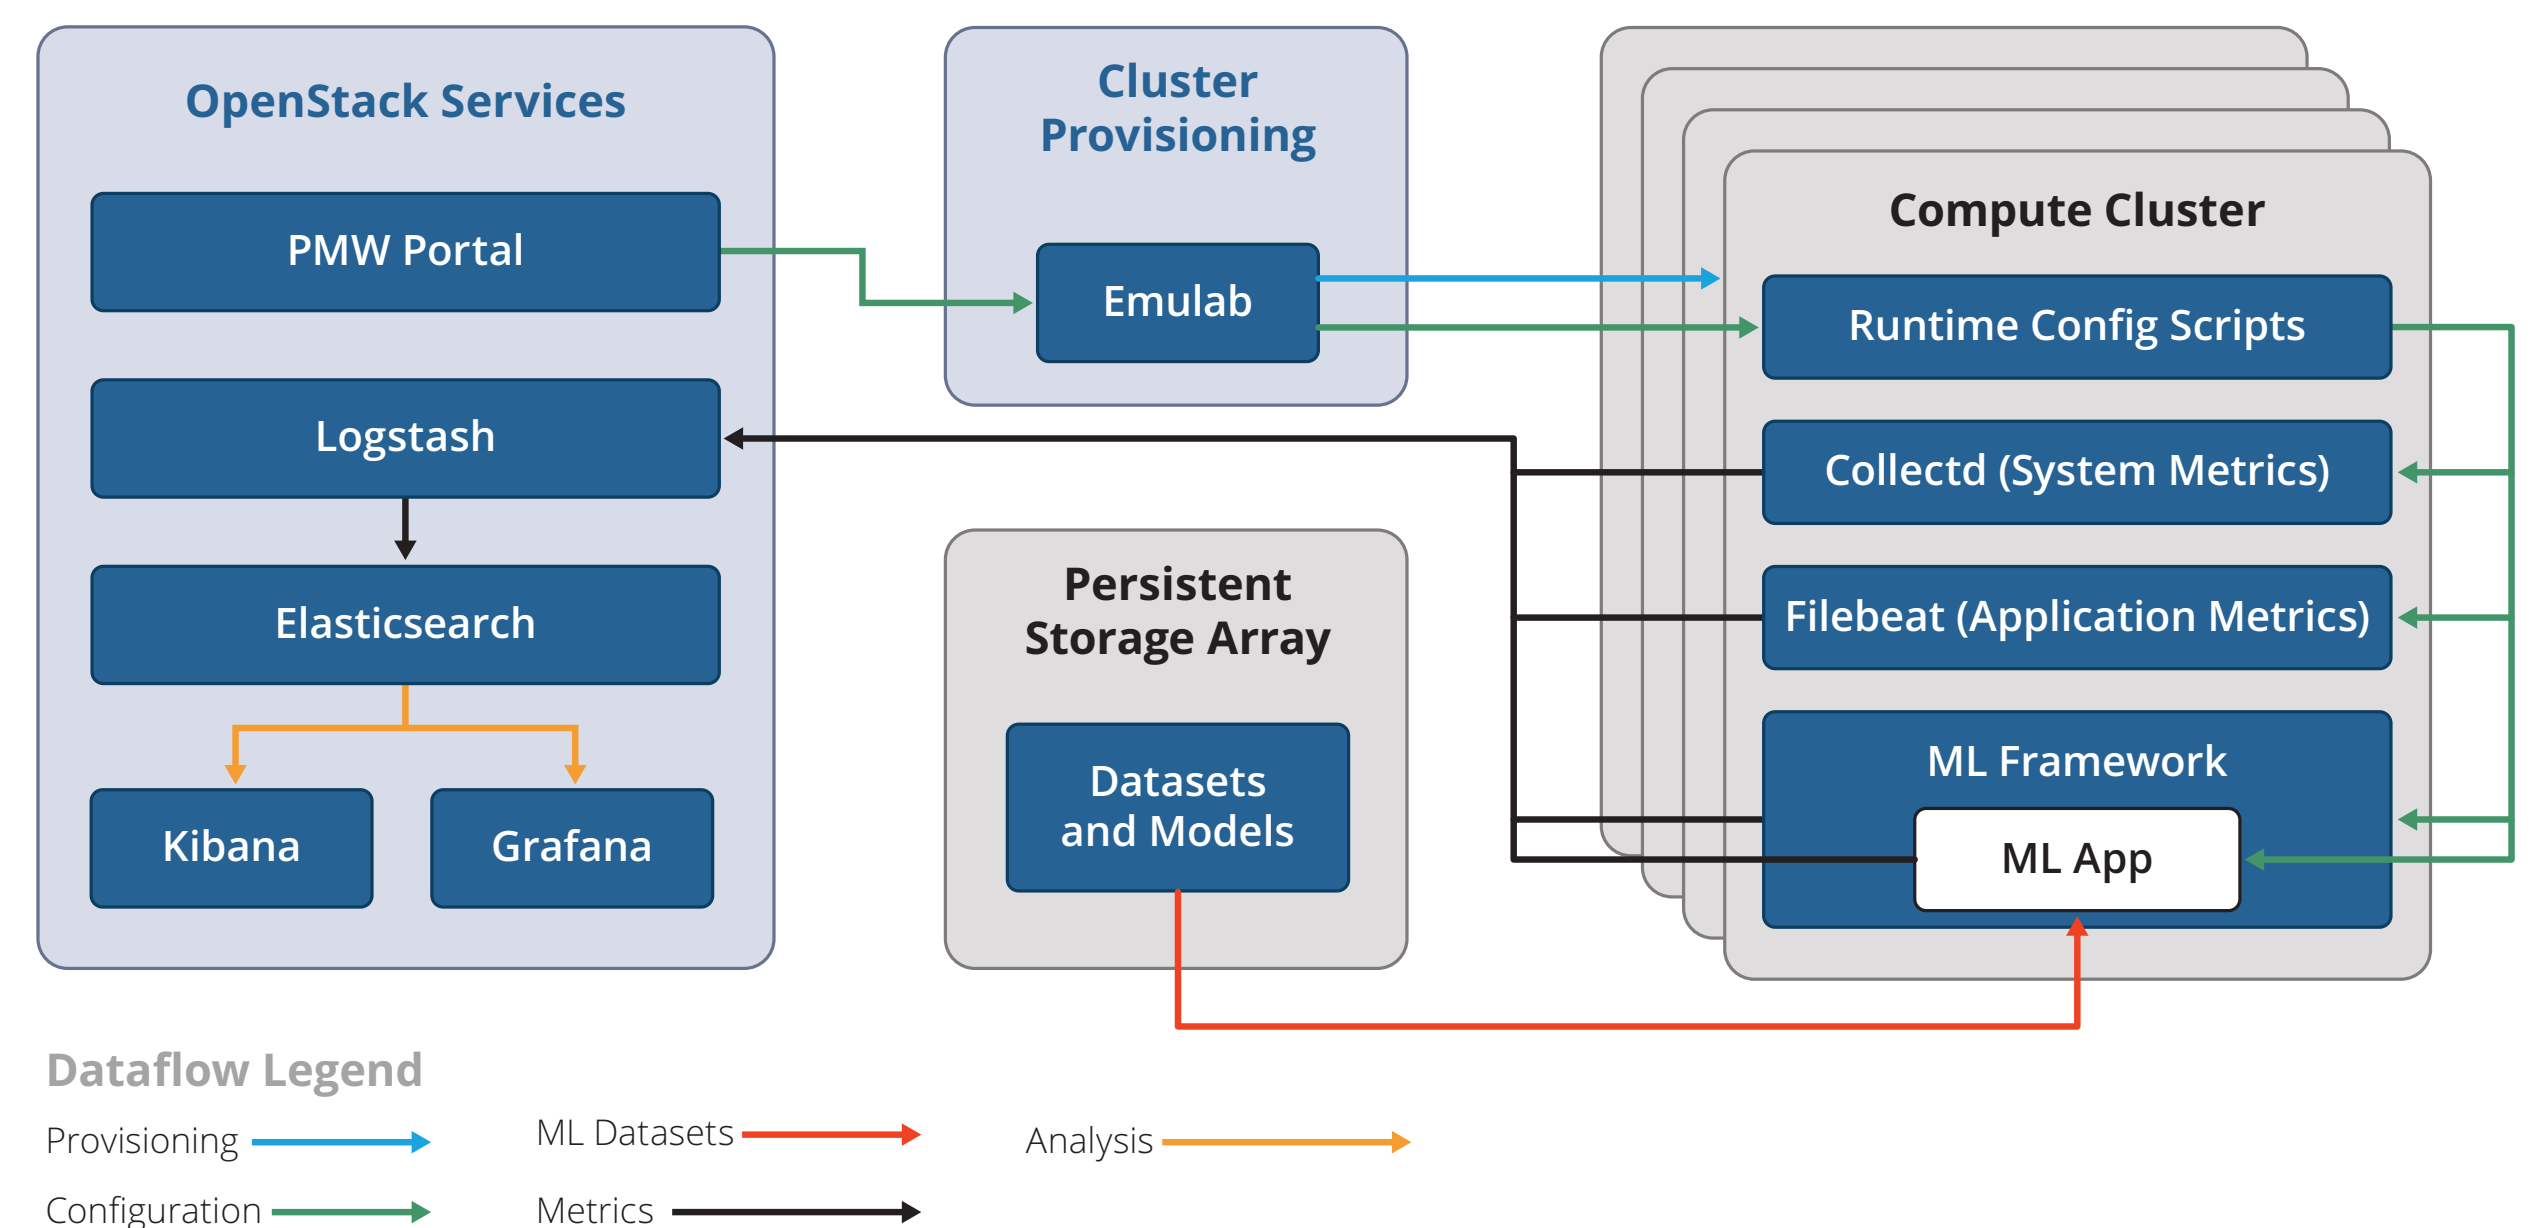 OpenStack Services
PMW Portal
Logstash
Elasticsearch
Kibana
Grafana
Cluster
Provisioning
Emulab
Persistent
Storage Array
Datasets
and Models
Compute Cluster
Runtime Config Scripts
Collectd (System Metrics)
Filebeat (Application Metrics)
ML Framework
ML App
Dataflow Legend
Provisioning
ML Datasets
Analysis
Configuration
Metrics